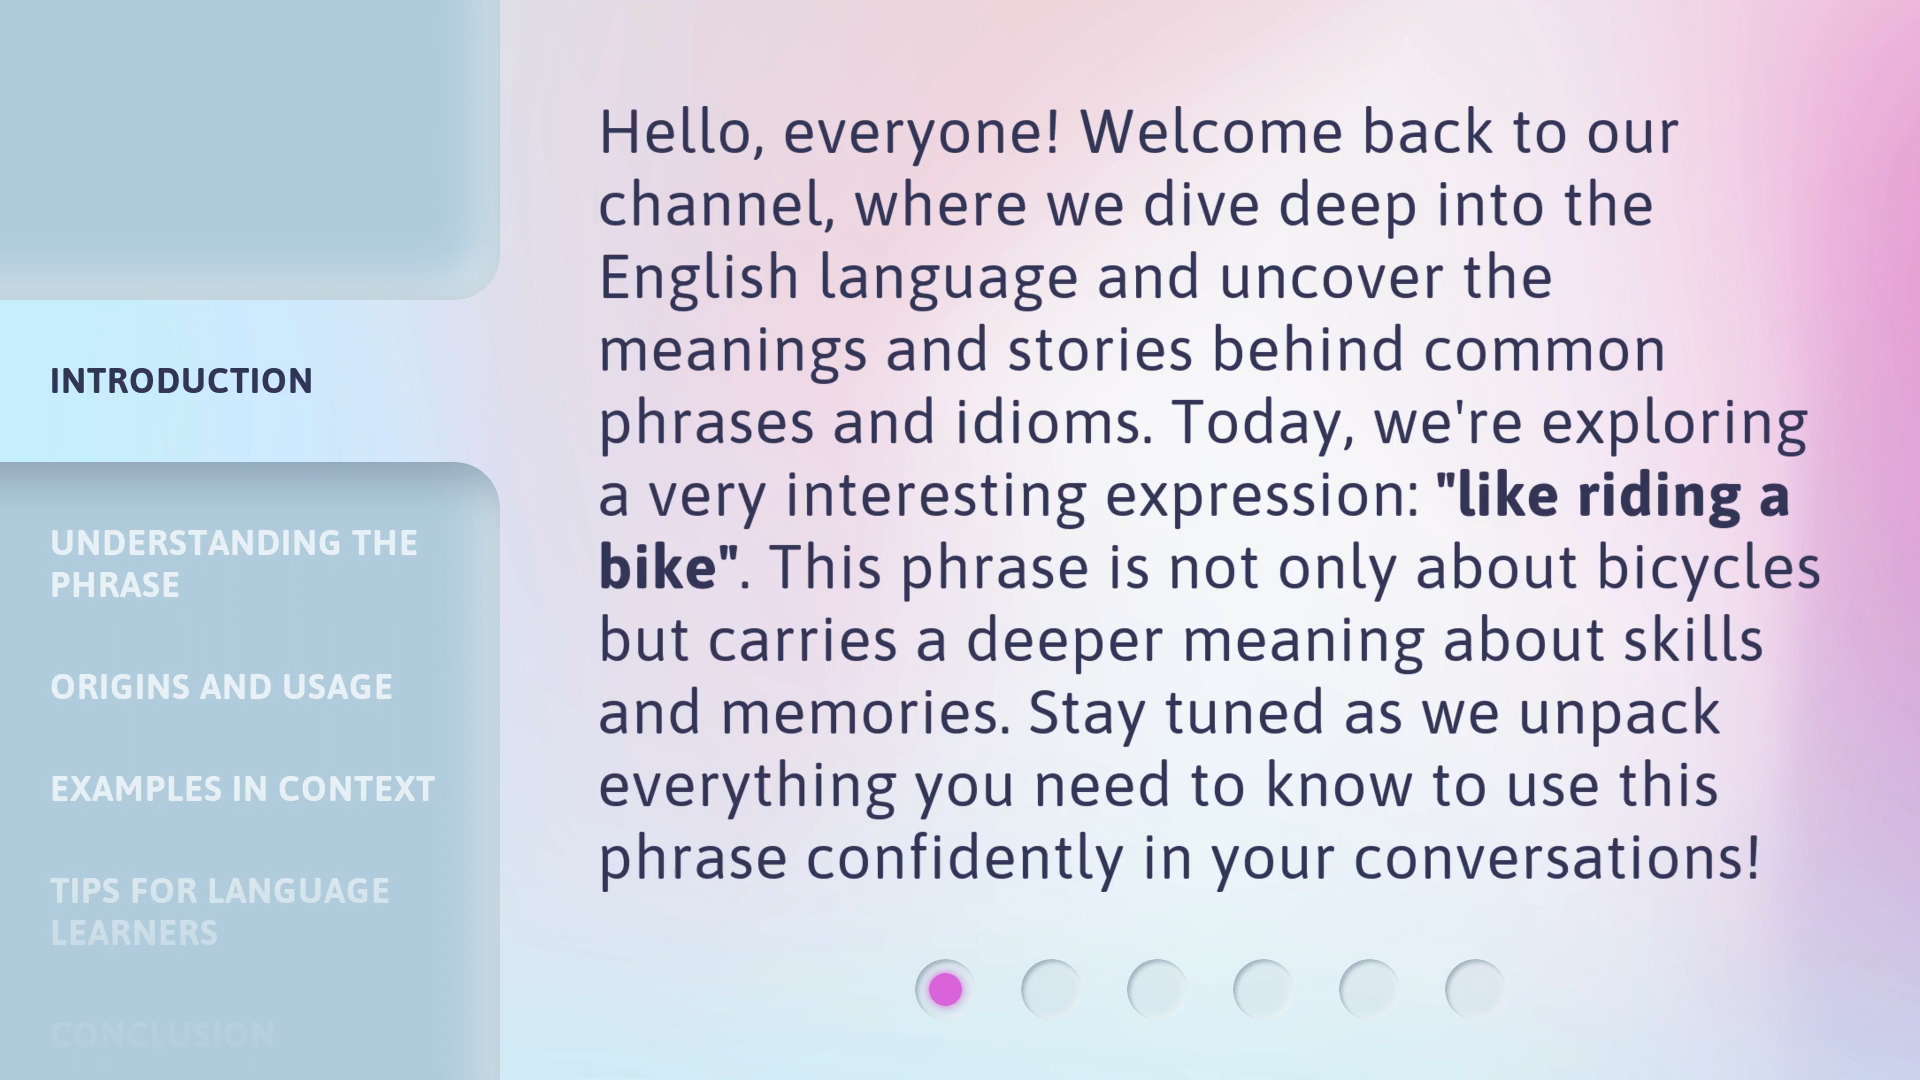 INTRODUCTION
UNDERSTANDING THE
PHRASE
ORIGINS AND USAGE
EXAMPLES IN CONTEXT
TIPS FOR LANGUAGE
LEARNERS
CONCLUSION
Hello, everyone! Welcome back to our
channel, where we dive deep into the
English language and uncover the
meanings and stories behind common
phrases and idioms. Today, we're exploring
a very interesting expression: "like riding a
bike". This phrase is not only about bicycles
but carries a deeper meaning about skills
and memories. Stay tuned as we unpack
everything you need to know to use this
phrase confidently in your conversations!